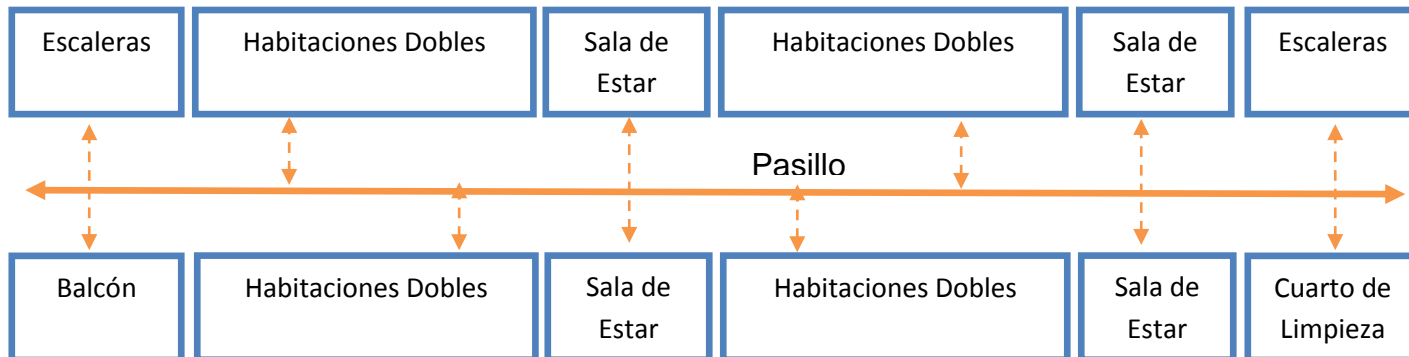 Escaleras
Habitaciones Dobles
Sala de
Estar
Habitaciones Dobles
Sala de
Estar
Escaleras
Pasillo
Balcón
Habitaciones Dobles
Sala de
Estar
Habitaciones Dobles
Sala de
Estar
Cuarto de
Limpieza